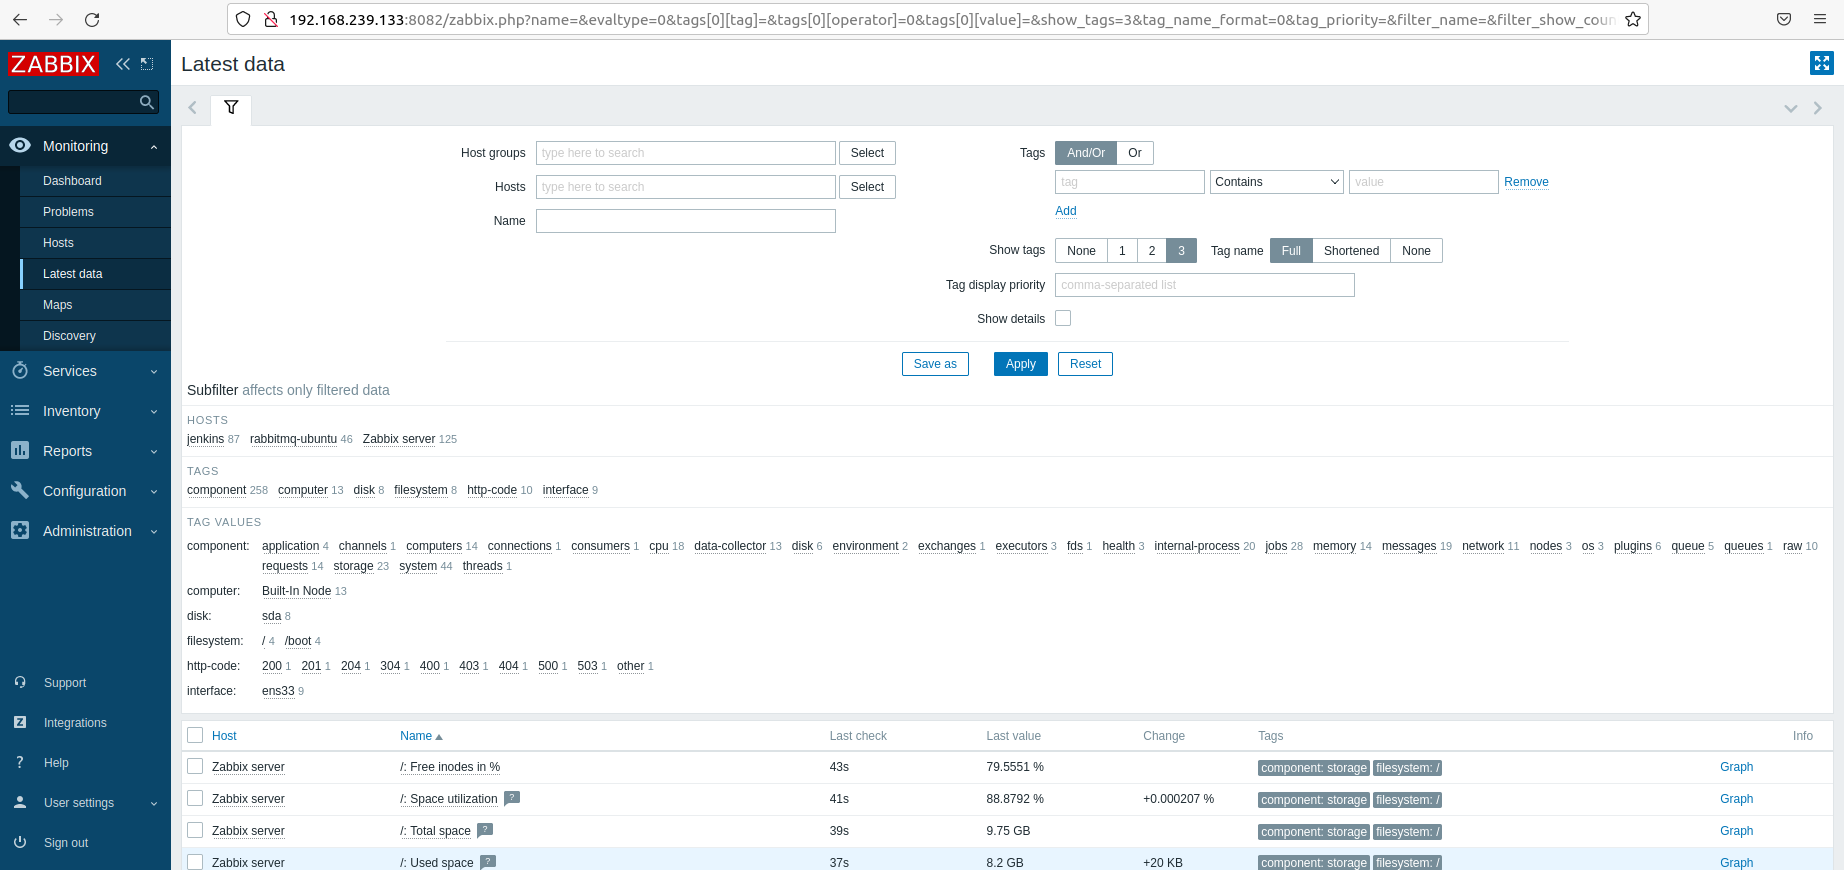 192.168.239.133:8082/zabbix.php?name=&evaltype=0&tags[0][tag]=&tags[0][operator]=0&tags[0][value]=&show_tags=3&tag_name_format=0&tag_priority=&filter_name=&filter_show_coun
ZABBIX
Latest data
Monitoring
Dashboard
Problems
Hosts
Latest data
Maps
Discovery
Services
Inventory
Reports
Configuration
Administration
Support
Integrations
? Help
User settings
Sign out
Host groups type here to search Select
Hosts type here to search Select
Name
Tags And/Or Or
tag Contains value Remove
Add
Show tags None 1 2 3 Tag name Full Shortened None
Tag display priority comma-separated list
Show details
Save as Apply Reset
Subfilter affects only filtered data
HOSTS
jenkins 87 rabbitmq-ubuntu 46 Zabbix server 125
TAGS
component 258 computer 13 disk 8 filesystem 8 http-code 10 interface 9
TAG VALUES
component: application 4 channels 1 computers 14 connections 1 consumers 1 cpu 18 data-collector 13 disk 6 environment 2 exchanges 1 executors 3 fds 1 health 3 internal-process 20 jobs 28 memory 14 messages 19 network 11 nodes 3 os 3 plugins 6 queue 5 queues 1 raw 10
requests 14 storage 23 system 44 threads 1
computer: Built-In Node 13
disk: sda 8
filesystem: / 4 /boot 4
http-code: 200 1 201 1 204 1 304 1 400 1 403 1 404 1 500 1 503 1 other 1
interface: ens33 9
Host Name Last check Last value Change Tags Info
Zabbix server /: Free inodes in % 43s 79.5551 % component: storage filesystem: / Graph
Zabbix server /: Space utilization ? 41s 88.8792 % +0.000207 % component: storage filesystem: / Graph
Zabbix server /: Total space ? 39s 9.75 GB component: storage filesystem: / Graph
Zabbix server /: Used space ? 37s 8.2 GB +20 KB component: storage filesystem: / Graph